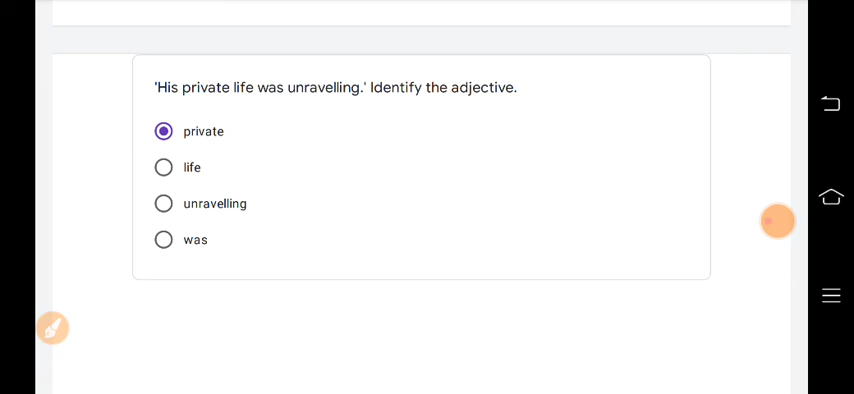 'His private life was unravelling.' Identify the adjective.
private
life
unravelling
was